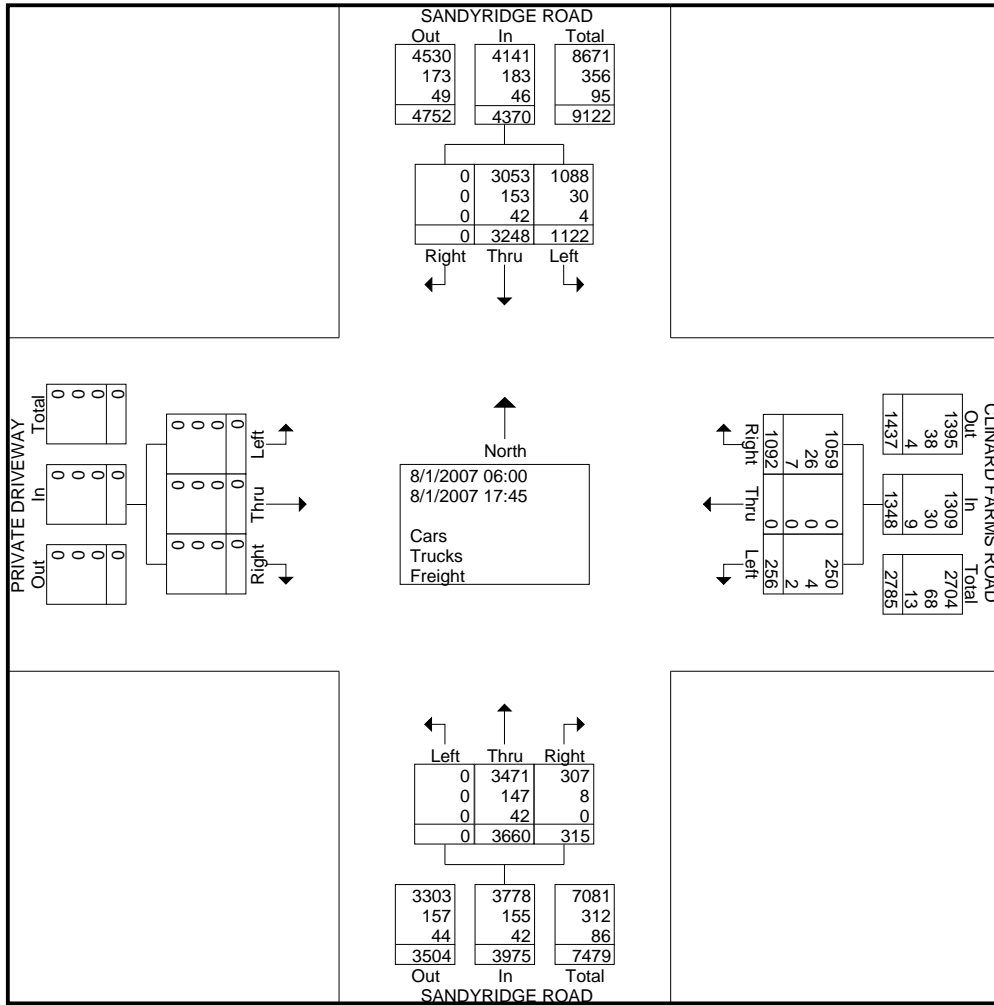 SANDYRIDGE ROAD
Out In Total
4530 4141 8671
173 183 356
49 46 95
4752 4370 9122
0 3053 1088
0 153 30
0 42 4
0 3248 1122
Right Thru Left
PRIVATE DRIVEWAY
Total
0 0 0 0
In
0 0 0 0
Out
0 0 0 0
Left
0 0 0 0
Thru
0 0 0 0
Right
0 0 0 0
North
8/1/2007 06:00
8/1/2007 17:45
Cars
Trucks
Freight
Right
1059 26 7 1092
Thru
0 0 0 0
Left
250 4 2 256
CLINARD FARMS ROAD
Out
1395 38 4 1437
In
1309 30 9 1348
Total
2704 68 13 2785
Left Thru Right
0 3471 307
0 147 8
0 42 0
0 3660 315
3303 3778 7081
157 155 312
44 42 86
3504 3975 7479
Out In Total
SANDYRIDGE ROAD